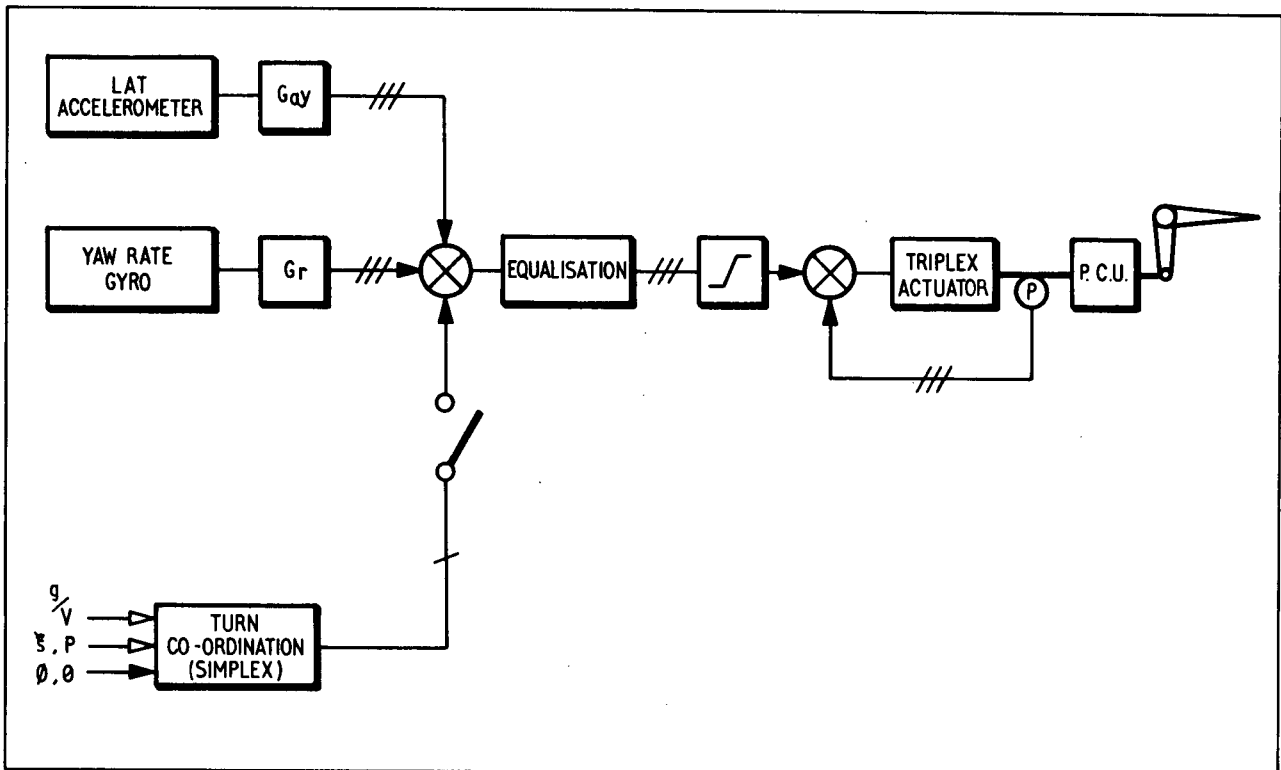 LAT
ACCELEROMETER
Gay
YAW RATE
GYRO
Gr
EQUALISATION
TRIPLEX
ACTUATOR
P
P.C.U.
g/V
ξ, P
Ø,θ
TURN
CO-ORDINATION
(SIMPLEX)